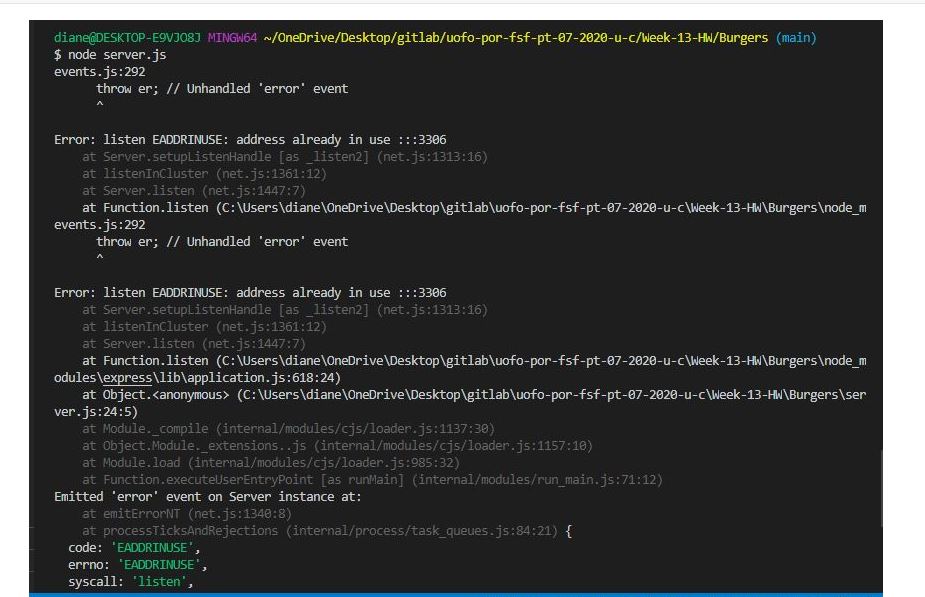 diane@DESKTOP-E9VJO8J MINGW64 ~/OneDrive/Desktop/gitlab/uofo-por-fsf-pt-07-2020-u-c/Week-13-HW/Burgers (main)
$ node server.js
events.js:292
      throw er; // Unhandled 'error' event
      ^

Error: listen EADDRINUSE: address already in use :::3306
    at Server.setupListenHandle [as _listen2] (net.js:1313:16)
    at listenInCluster (net.js:1361:12)
    at Server.listen (net.js:1447:7)
    at Function.listen (C:\Users\diane\OneDrive\Desktop\gitlab\uofo-por-fsf-pt-07-2020-u-c\Week-13-HW\Burgers\node_m
events.js:292
      throw er; // Unhandled 'error' event
      ^

Error: listen EADDRINUSE: address already in use :::3306
    at Server.setupListenHandle [as _listen2] (net.js:1313:16)
    at listenInCluster (net.js:1361:12)
    at Server.listen (net.js:1447:7)
    at Function.listen (C:\Users\diane\OneDrive\Desktop\gitlab\uofo-por-fsf-pt-07-2020-u-c\Week-13-HW\Burgers\node_m
odules\express\lib\application.js:618:24)
    at Object.<anonymous> (C:\Users\diane\OneDrive\Desktop\gitlab\uofo-por-fsf-pt-07-2020-u-c\Week-13-HW\Burgers\ser
ver.js:24:5)
    at Module._compile (internal/modules/cjs/loader.js:1137:30)
    at Object.Module._extensions..js (internal/modules/cjs/loader.js:1157:10)
    at Module.load (internal/modules/cjs/loader.js:985:32)
    at Function.executeUserEntryPoint [as runMain] (internal/modules/run_main.js:71:12)
Emitted 'error' event on Server instance at:
    at emitErrorNT (net.js:1340:8)
    at processTicksAndRejections (internal/process/task_queues.js:84:21) {
  code: 'EADDRINUSE',
  errno: 'EADDRINUSE',
  syscall: 'listen',